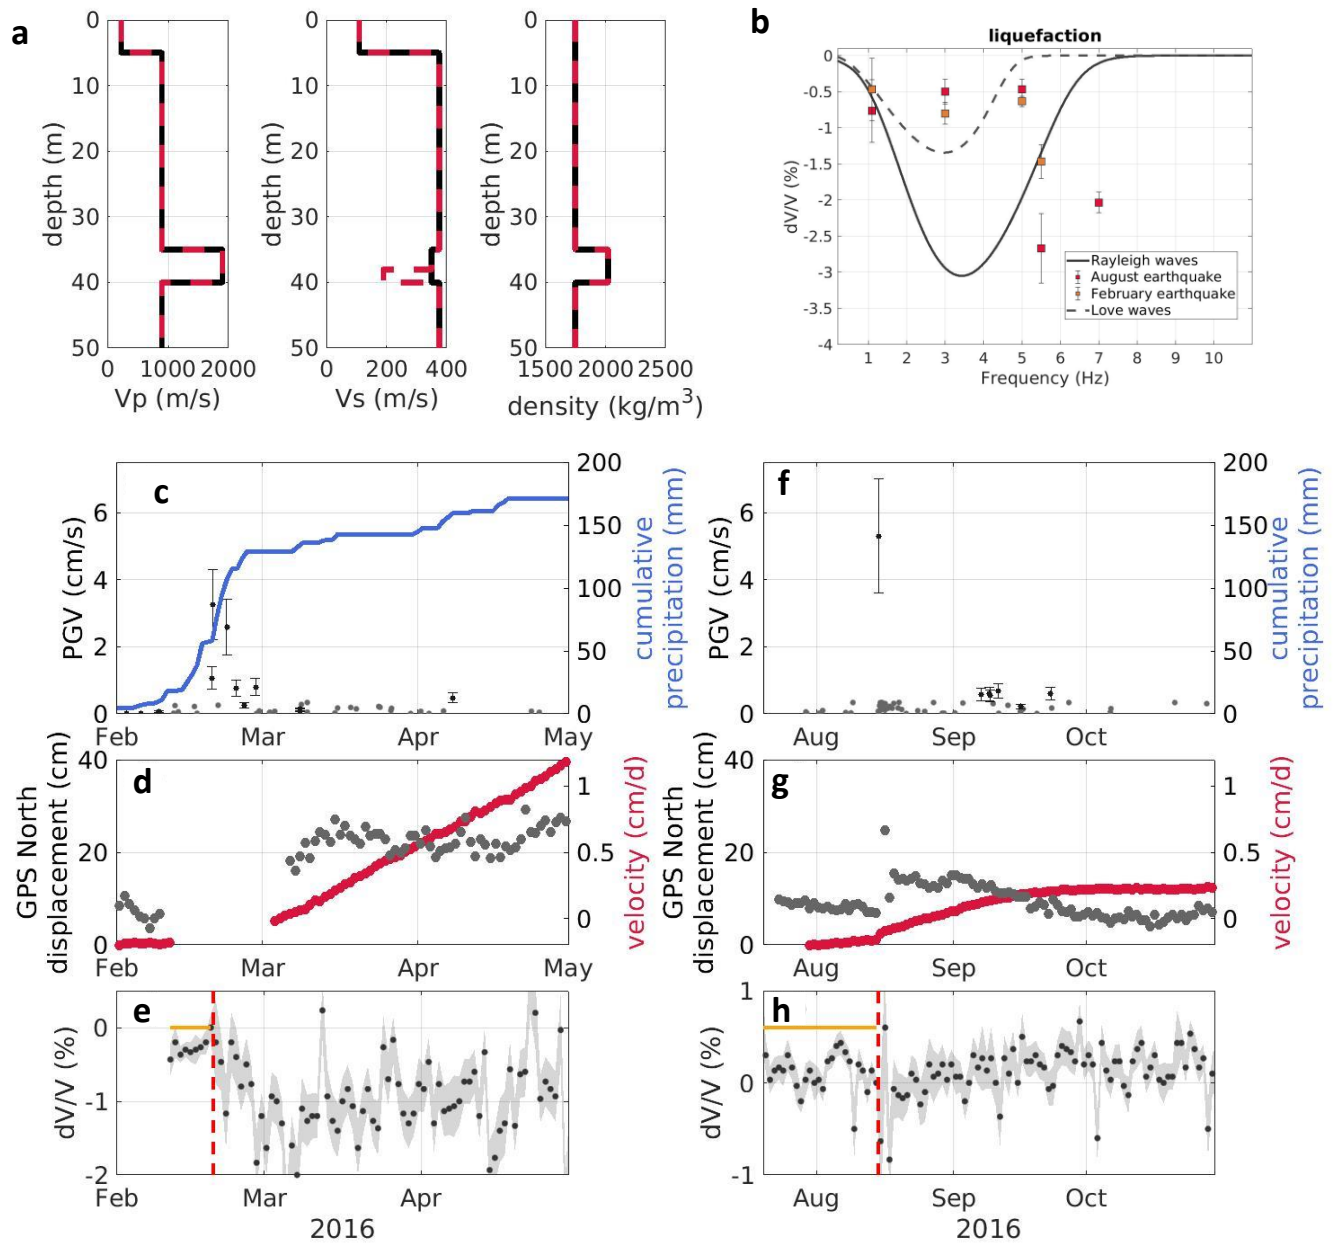 a
0
10
20
30
40
50
depth (m)
0 1000 2000
Vp (m/s)
0
10
20
30
40
50
depth (m)
0 200 400
Vs (m/s)
0
10
20
30
40
50
depth (m)
1500 2000 2500
density (kg/m³)
b
liquefaction
0
-0.5
-1
-1.5
-2
-2.5
-3
-3.5
-4
dV/V (%)
Rayleigh waves
August earthquake
February earthquake
Love waves
1 2 3 4 5 6 7 8 9 10
Frequency (Hz)
c
6
4
2
0
PGV (cm/s)
200
150
100
50
0
cumulative
precipitation (mm)
Feb Mar Apr May
f
6
4
2
0
PGV (cm/s)
200
150
100
50
0
cumulative
precipitation (mm)
Aug Sep Oct
d
40
20
0
GPS North
displacement (cm)
1
0.5
0
velocity (cm/d)
Feb Mar Apr May
g
40
20
0
GPS North
displacement (cm)
1
0.5
0
velocity (cm/d)
Aug Sep Oct
e
0
-1
-2
dV/V (%)
Feb Mar Apr
2016
h
1
0
-1
dV/V (%)
Aug Sep Oct
2016